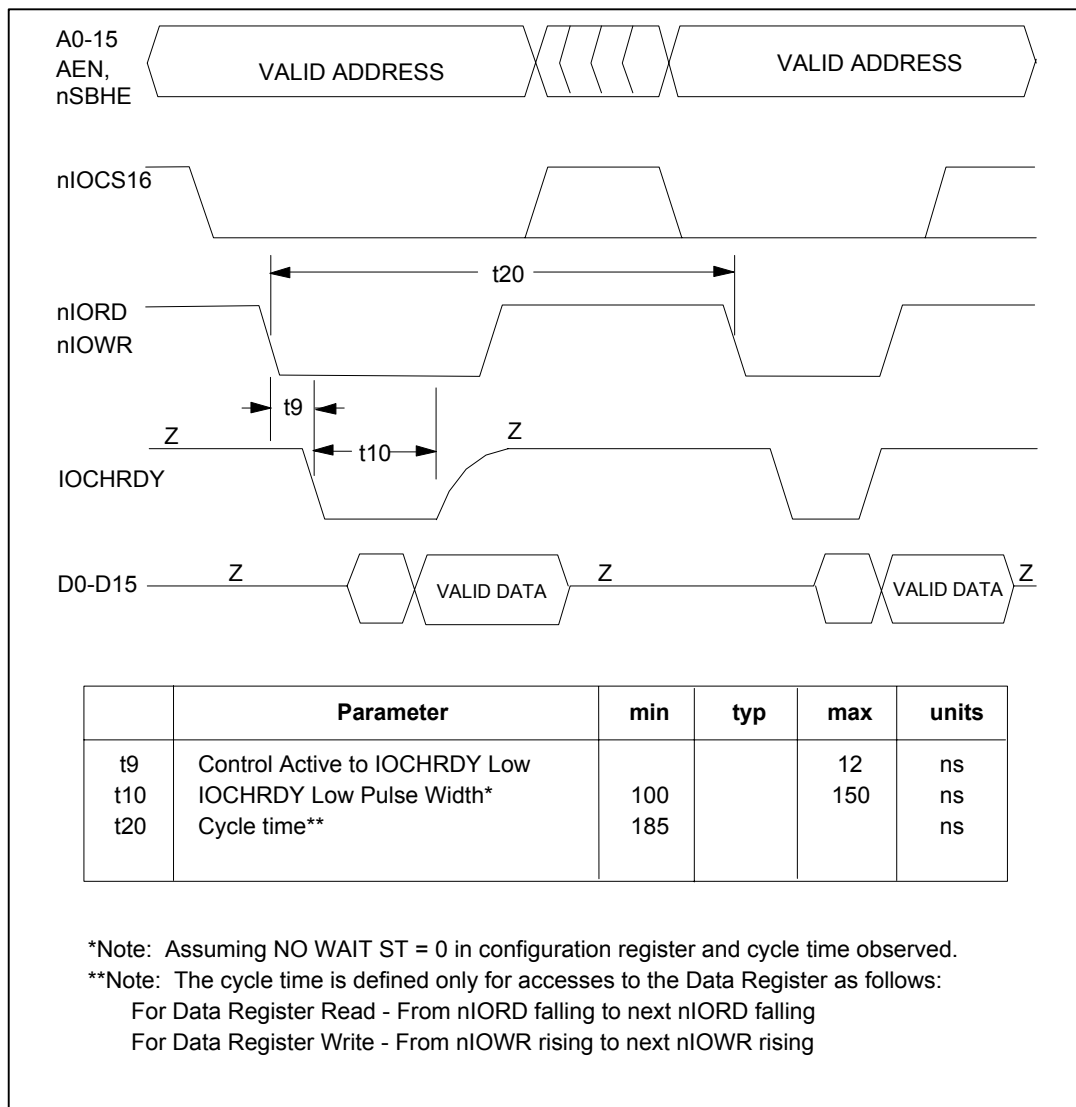 A0-15
AEN,
nSBHE
VALID ADDRESS
VALID ADDRESS
nIOCS16
t20
nIORD
nIOWR
t9
Z
t10
Z
IOCHRDY
D0-D15
Z
VALID DATA
Z
VALID DATA
Z
Parameter min typ max units
t9 Control Active to IOCHRDY Low 12 ns
t10 IOCHRDY Low Pulse Width* 100 150 ns
t20 Cycle time** 185 ns
*Note: Assuming NO WAIT ST = 0 in configuration register and cycle time observed.
**Note: The cycle time is defined only for accesses to the Data Register as follows:
For Data Register Read - From nIORD falling to next nIORD falling
For Data Register Write - From nIOWR rising to next nIOWR rising